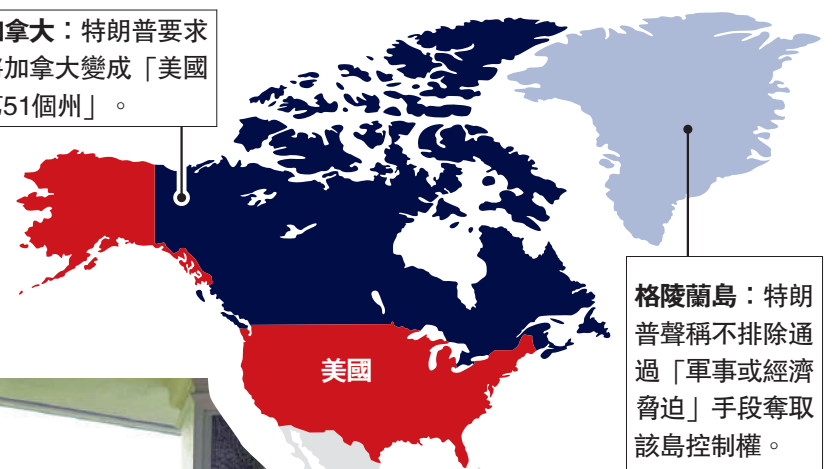 拿大：特朗普要求
加拿大變成「美國
51個州」。
美國
格陵蘭島：特朗
普聲稱不排除通
過「軍事或經濟
脅迫」手段奪取
該島控制權。